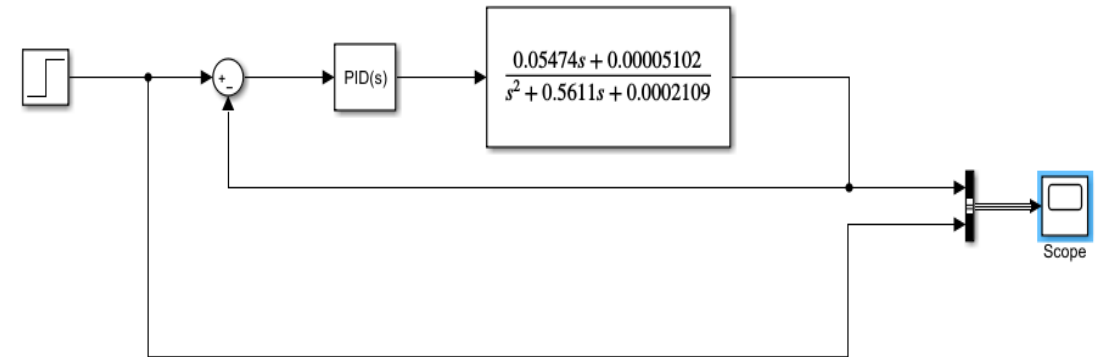 +
−
PID(s)
0.05474s + 0.00005102
s² + 0.5611s + 0.0002109
Scope